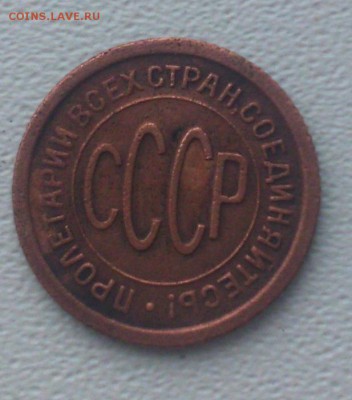 COINS.LAVE.RU
ПРОЛЕТАРИИ ВСЕХ СТРАН, СОЕДИНЯЙТЕСЬ!
СССР